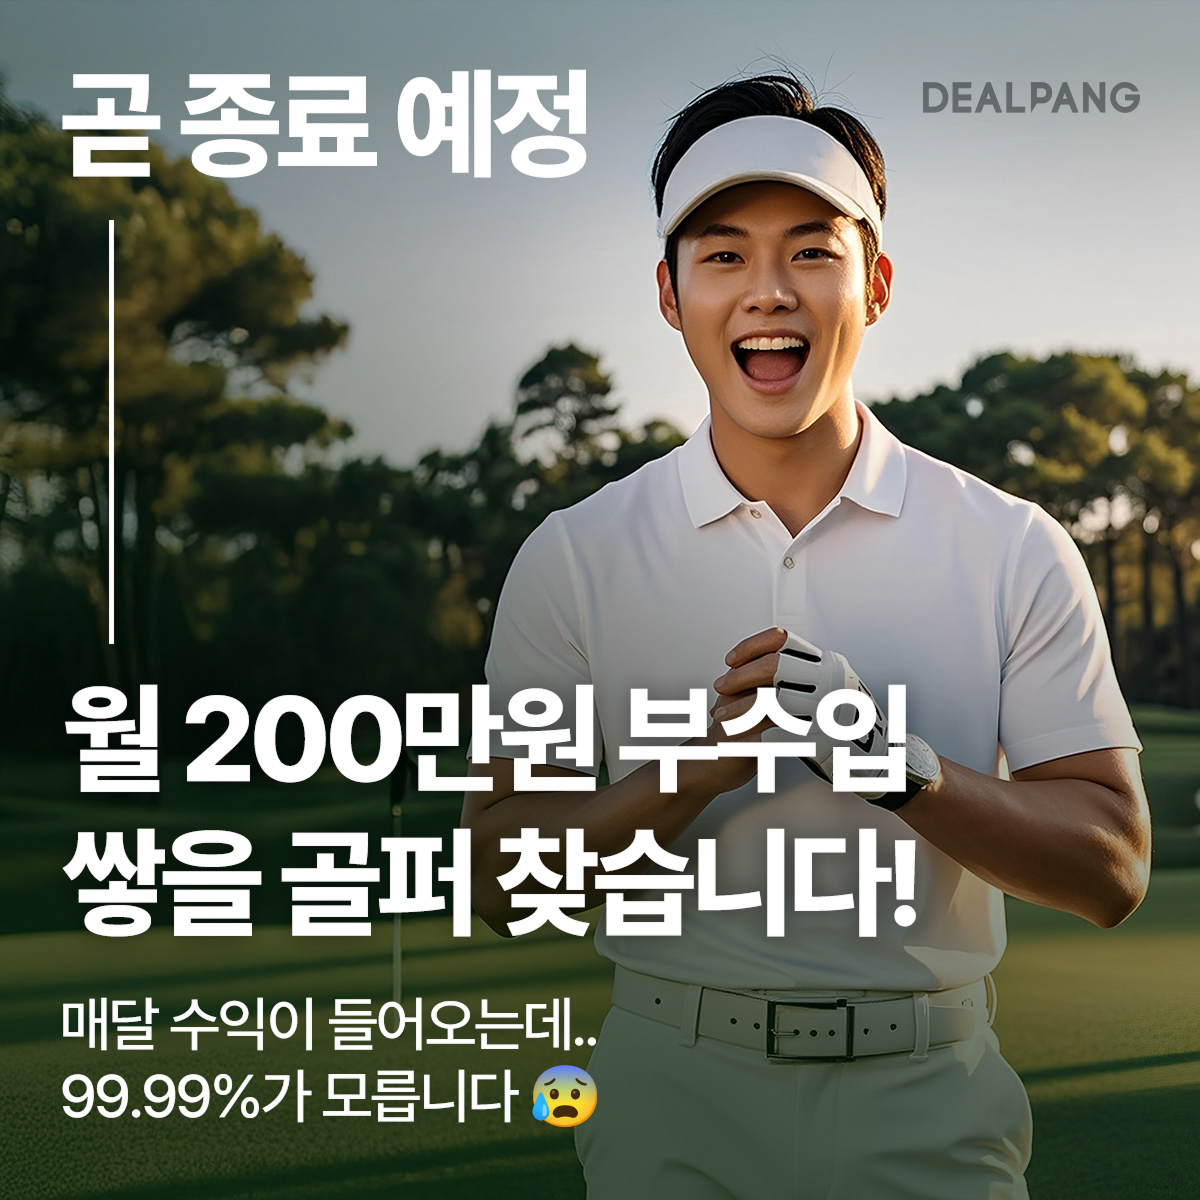 곧 종료 예정
DEALPANG
월 200만원 부수입
쌓을 골퍼 찾습니다!
매달 수익이 들어오는데..
99.99%가 모릅니다 😰